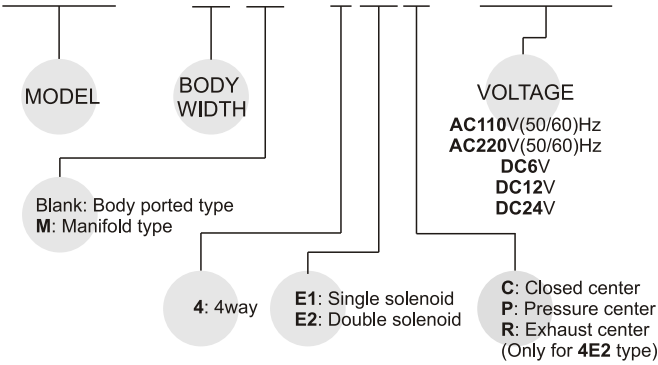 MODEL
BODY
WIDTH
VOLTAGE
AC110V(50/60)Hz
AC220V(50/60)Hz
DC6V
DC12V
DC24V
Blank: Body ported type
M: Manifold type
4: 4way
E1: Single solenoid
E2: Double solenoid
C: Closed center
P: Pressure center
R: Exhaust center
(Only for 4E2 type)